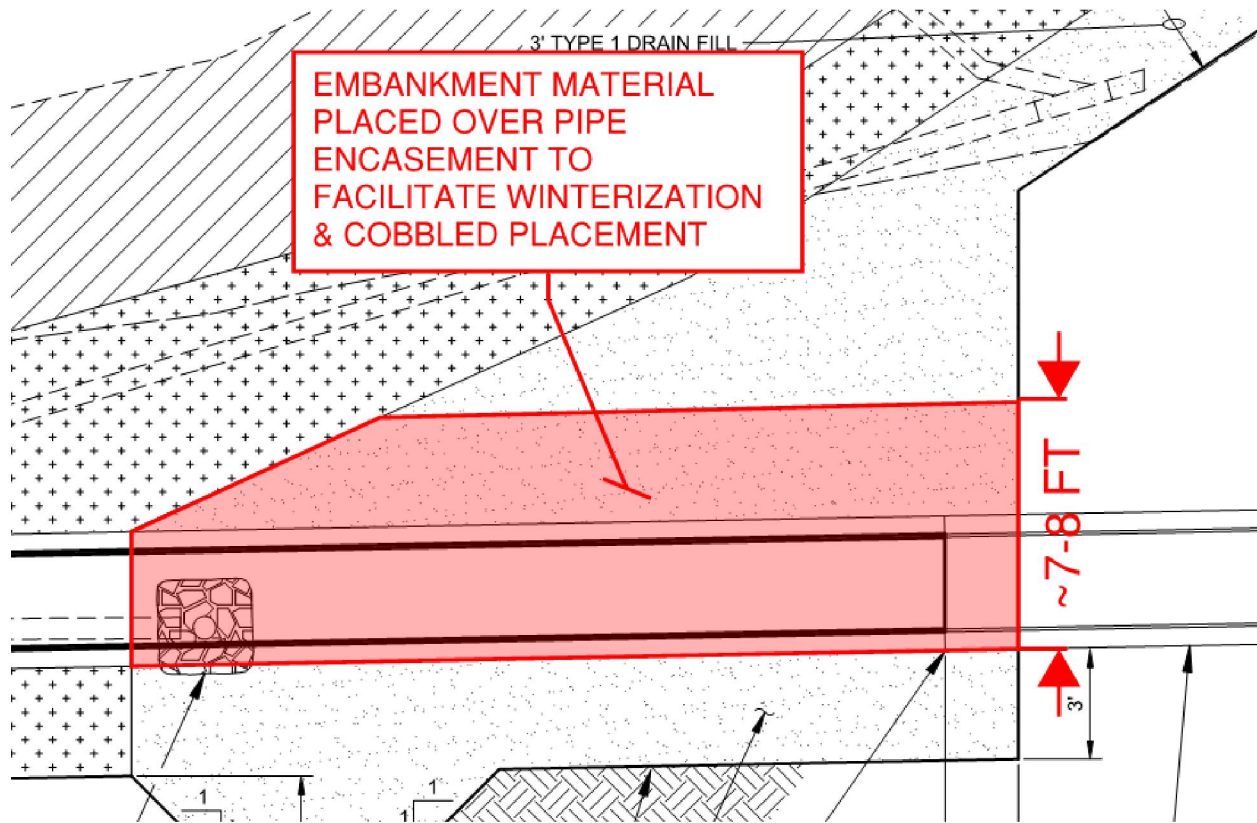 3' TYPE 1 DRAIN FILL
EMBANKMENT MATERIAL
PLACED OVER PIPE
ENCASEMENT TO
FACILITATE WINTERIZATION
& COBBLED PLACEMENT
~7-8 FT
3'
1
1
1